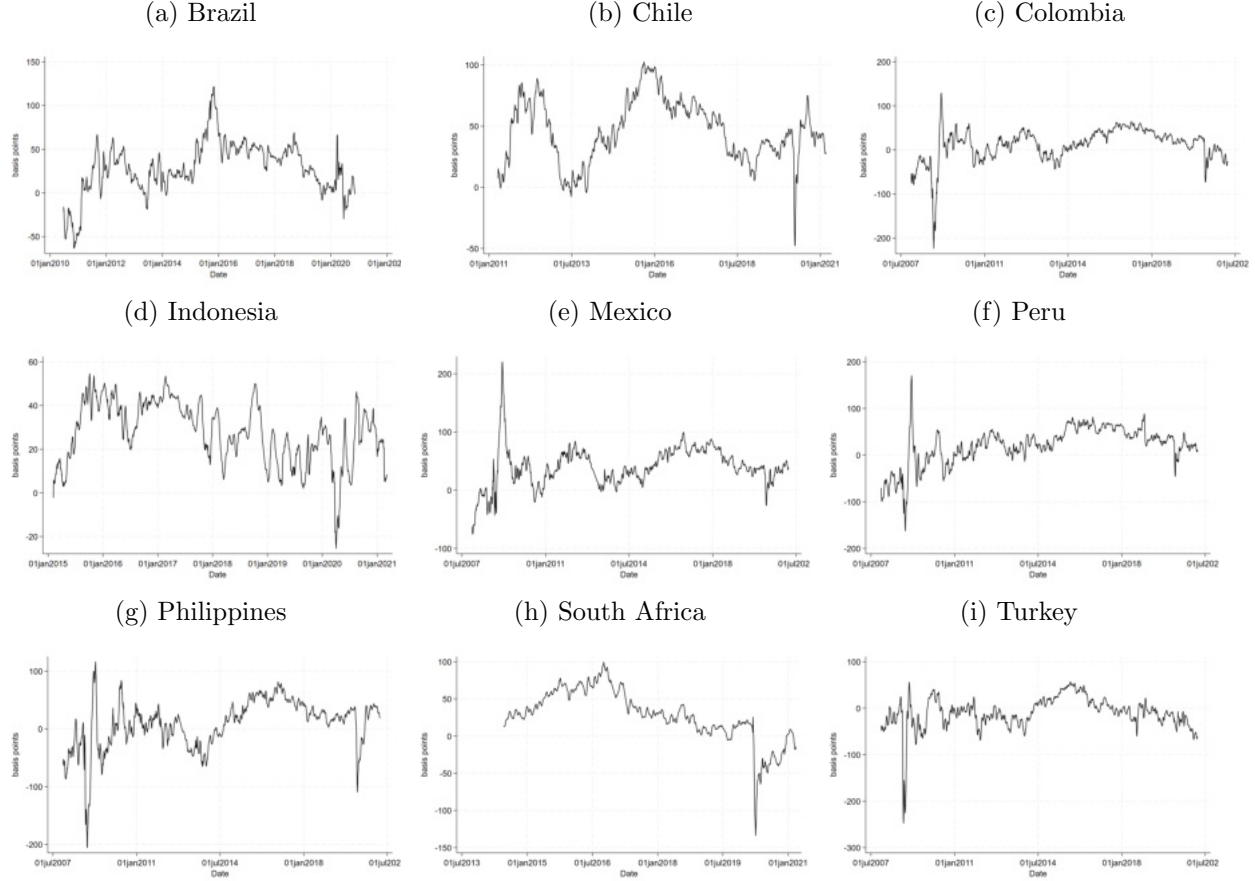 (a) Brazil
150
100
50
0
-50
basis points
01jan2010 01jan2012 01jan2014 01jan2016 01jan2018 01jan2020 01jan202
Date
(b) Chile
100
50
0
-50
basis points
01jan2011 01jul2013 01jan2016 01jul2018 01jan2021
Date
(c) Colombia
200
100
0
-100
-200
basis points
01jul2007 01jan2011 01jul2014 01jan2018 01jul202
Date
(d) Indonesia
60
40
20
0
-20
basis points
01jan2015 01jan2016 01jan2017 01jan2018 01jan2019 01jan2020 01jan2021
Date
(e) Mexico
200
100
0
-100
basis points
01jul2007 01jan2011 01jul2014 01jan2018 01jul202
Date
(f) Peru
200
100
0
-100
-200
basis points
01jul2007 01jan2011 01jul2014 01jan2018 01jul202
Date
(g) Philippines
100
0
-100
-200
basis points
01jul2007 01jan2011 01jul2014 01jan2018 01jul202
Date
(h) South Africa
100
50
0
-50
-100
-150
basis points
01jul2013 01jan2015 01jul2016 01jan2018 01jul2019 01jan2021
Date
(i) Turkey
100
0
-100
-200
-300
basis points
01jul2007 01jan2011 01jul2014 01jan2018 01jul202
Date